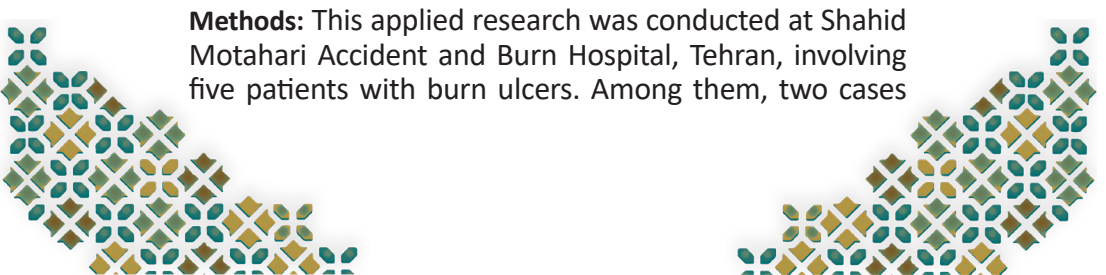 Methods: This applied research was conducted at Shahid
Motahari Accident and Burn Hospital, Tehran, involving
five patients with burn ulcers. Among them, two cases